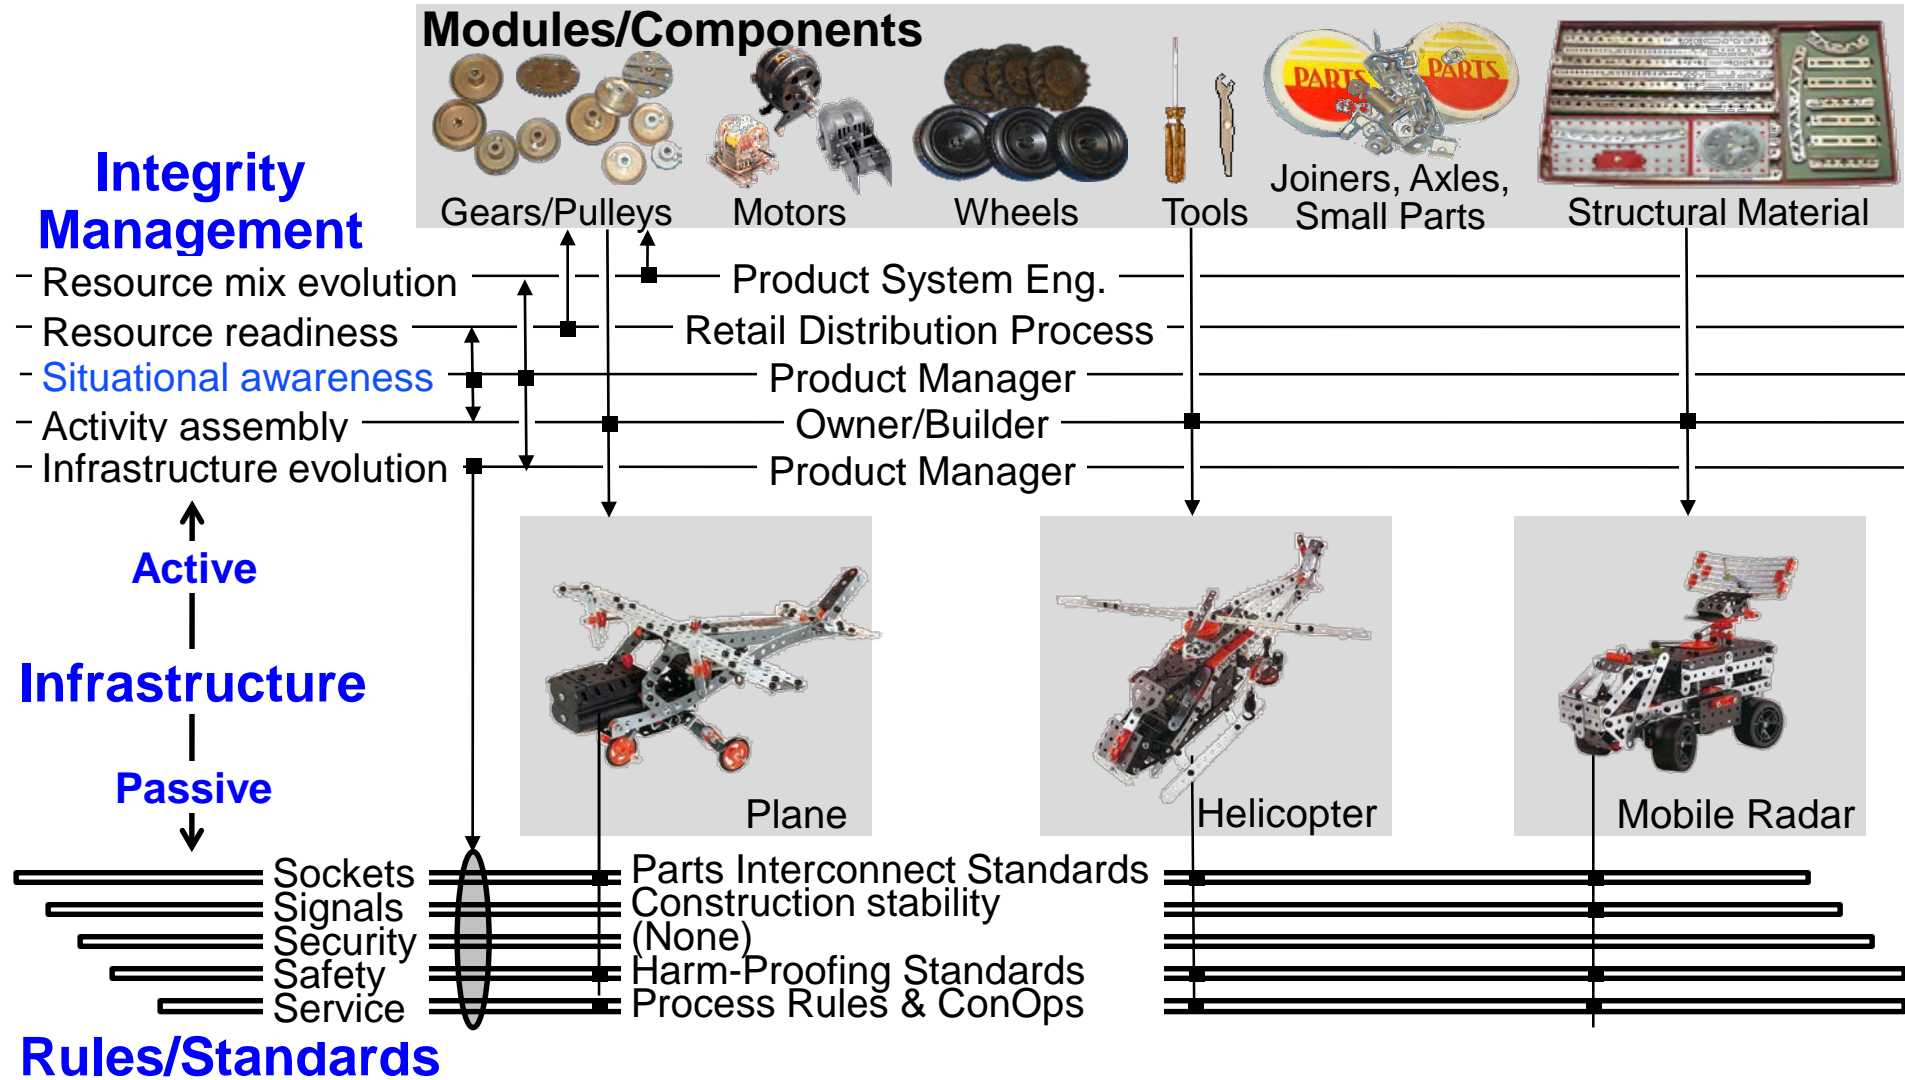 Modules/Components
PARTS
PARTS
Gears/Pulleys
Motors
Wheels
Tools
Joiners, Axles,
Small Parts
Structural Material
Integrity
Management
Resource mix evolution
Product System Eng.
Resource readiness
Retail Distribution Process
Situational awareness
Product Manager
Activity assembly
Owner/Builder
Infrastructure evolution
Product Manager
Active
Infrastructure
Passive
Plane
Helicopter
Mobile Radar
Sockets
Parts Interconnect Standards
Signals
Construction stability
Security
(None)
Safety
Harm-Proofing Standards
Service
Process Rules & ConOps
Rules/Standards